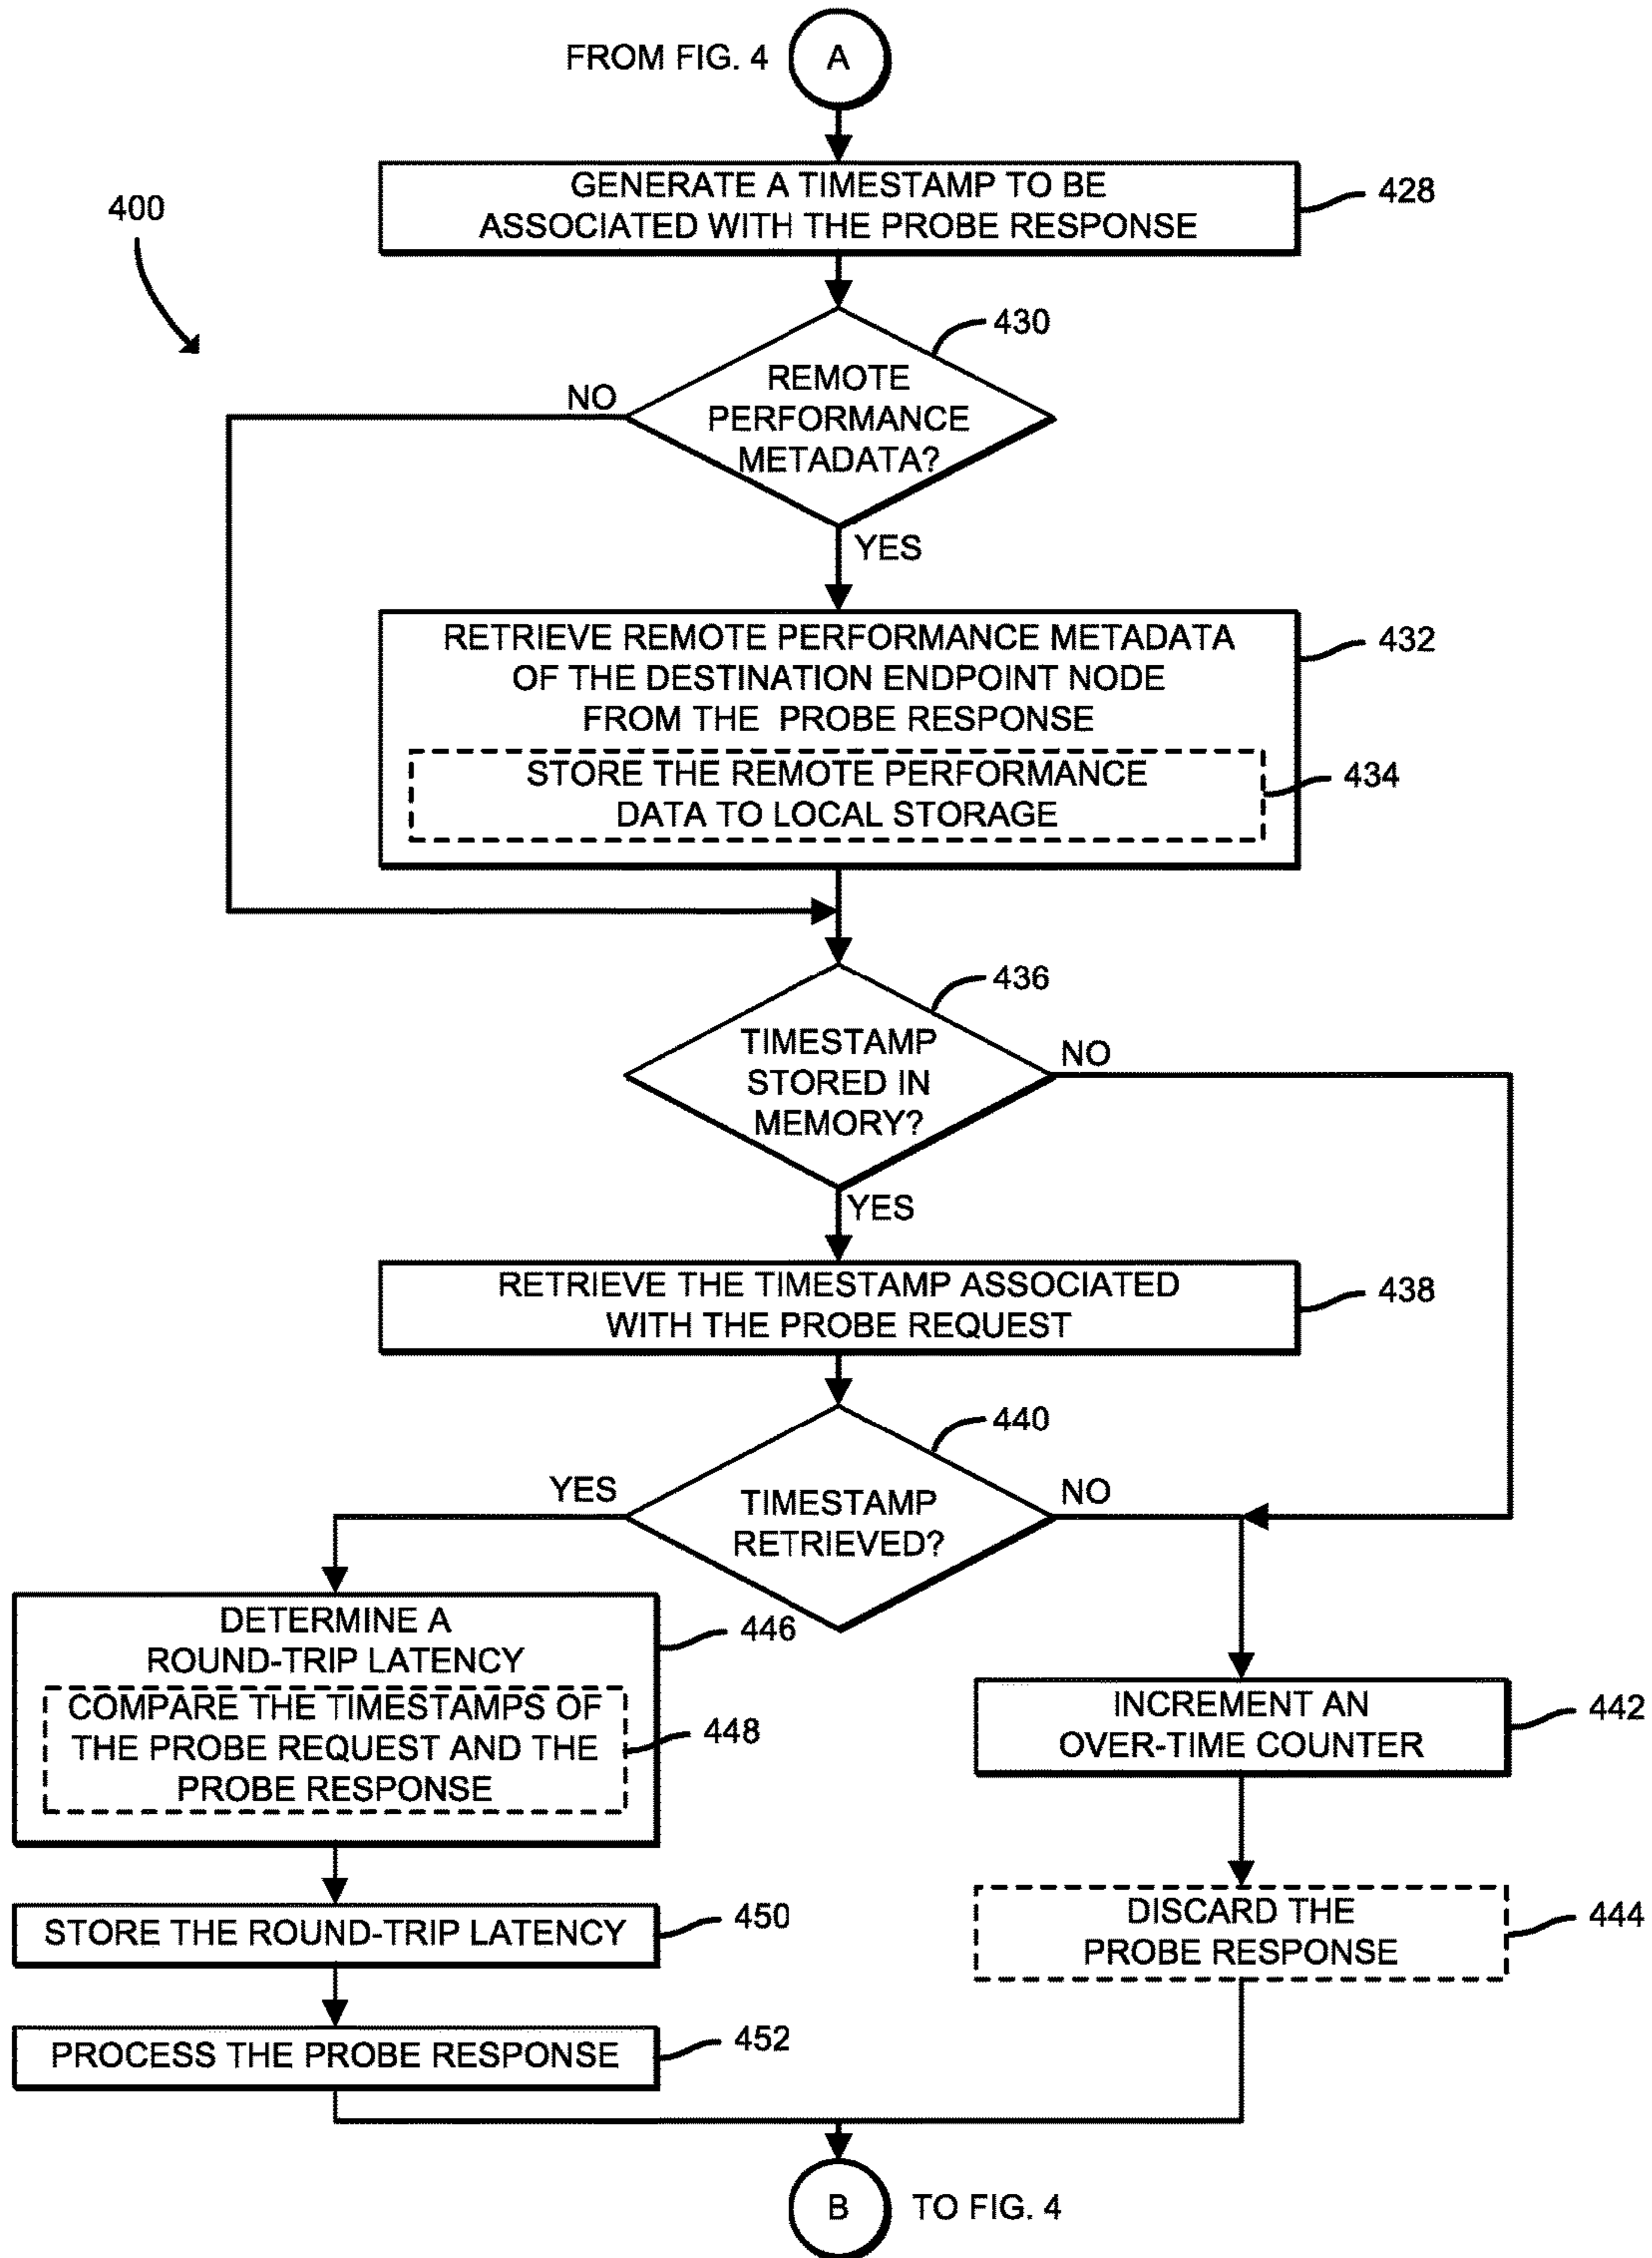 FROM FIG. 4
A
GENERATE A TIMESTAMP TO BE
ASSOCIATED WITH THE PROBE RESPONSE
428
400
430
REMOTE
PERFORMANCE
METADATA?
NO
YES
RETRIEVE REMOTE PERFORMANCE METADATA
OF THE DESTINATION ENDPOINT NODE
FROM THE PROBE RESPONSE
432
STORE THE REMOTE PERFORMANCE
DATA TO LOCAL STORAGE
434
436
TIMESTAMP
STORED IN
MEMORY?
NO
YES
RETRIEVE THE TIMESTAMP ASSOCIATED
WITH THE PROBE REQUEST
438
440
YES
TIMESTAMP
RETRIEVED?
NO
DETERMINE A
ROUND-TRIP LATENCY
446
COMPARE THE TIMESTAMPS OF
THE PROBE REQUEST AND THE
PROBE RESPONSE
448
INCREMENT AN
OVER-TIME COUNTER
442
STORE THE ROUND-TRIP LATENCY
450
DISCARD THE
PROBE RESPONSE
444
PROCESS THE PROBE RESPONSE
452
B
TO FIG. 4